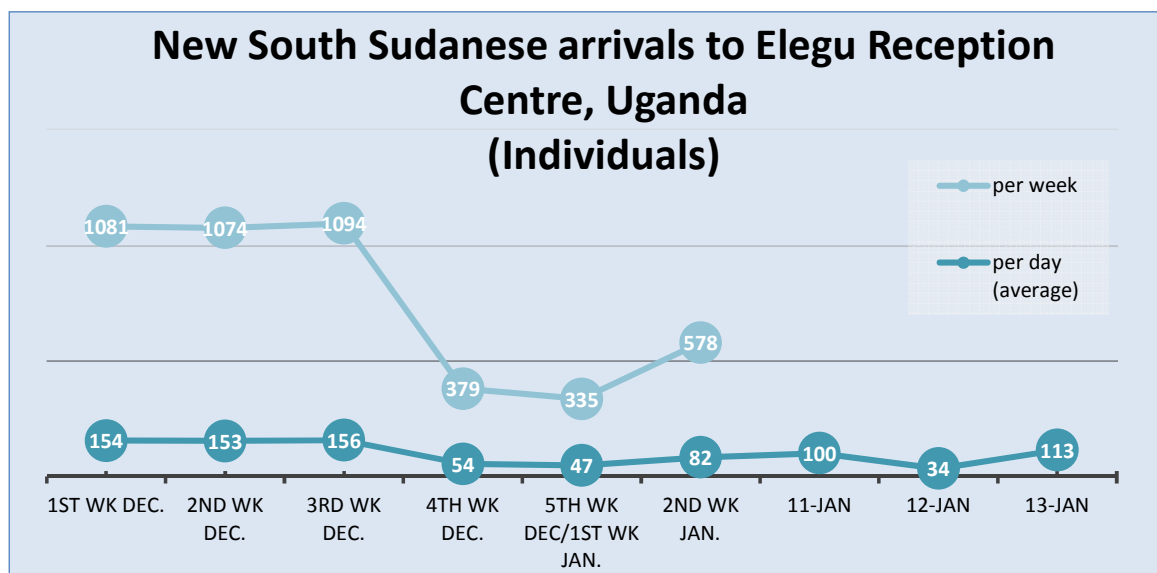 New South Sudanese arrivals to Elegu Reception
Centre, Uganda
(Individuals)
per week
per day
(average)
1081
1074
1094
379
335
578
154
153
156
54
47
82
100
34
113
1ST WK DEC.
2ND WK
DEC.
3RD WK
DEC.
4TH WK
DEC.
5TH WK
DEC/1ST WK
JAN.
2ND WK
JAN.
11-JAN
12-JAN
13-JAN